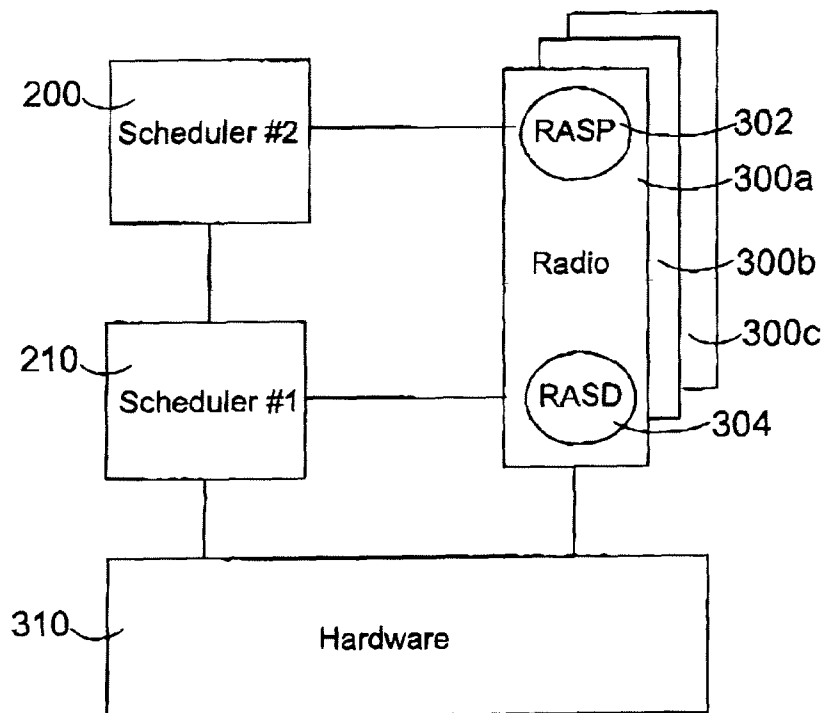 200
Scheduler #2
RASP
302
300a
Radio
300b
300c
210
Scheduler #1
RASD
304
310
Hardware